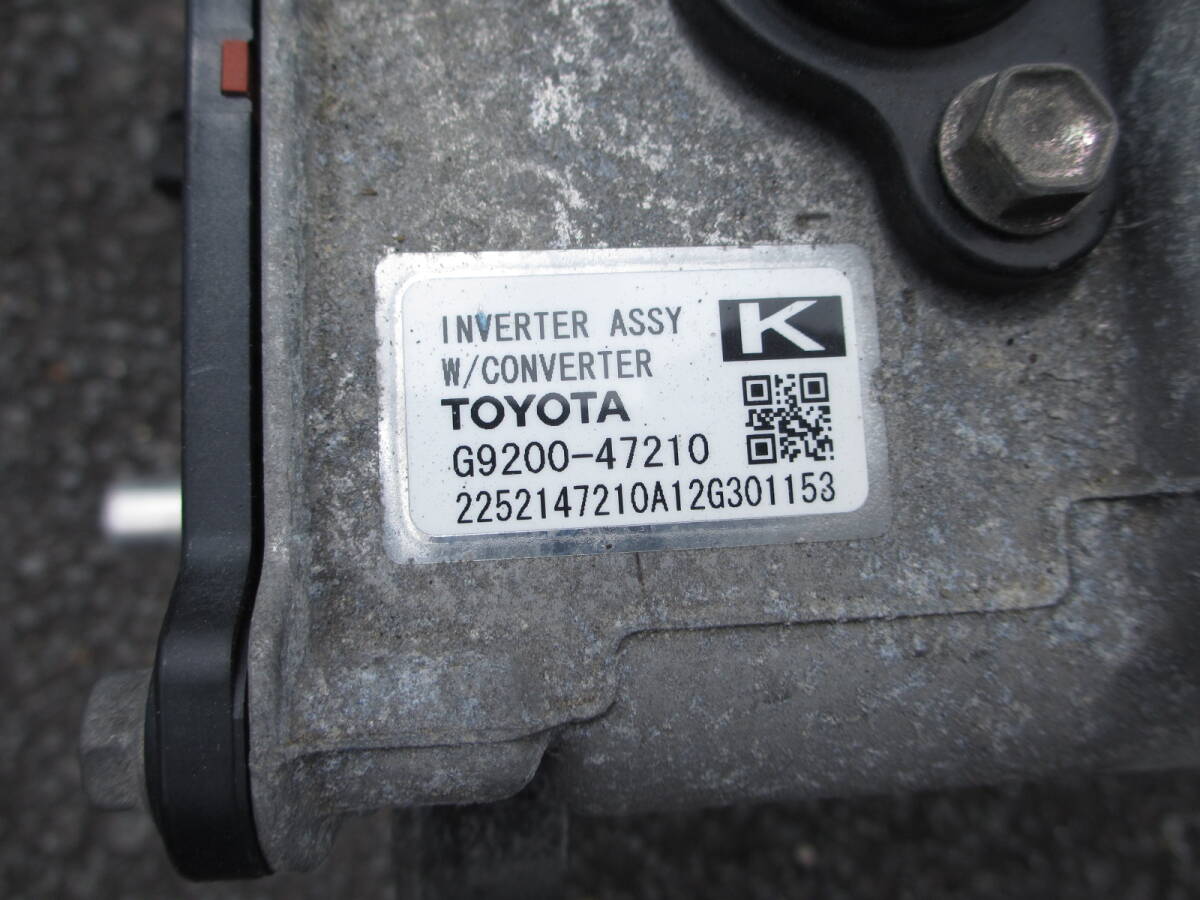 INVERTER ASSY
W/CONVERTER
K
TOYOTA
G9200-47210
2252147210A12G301153